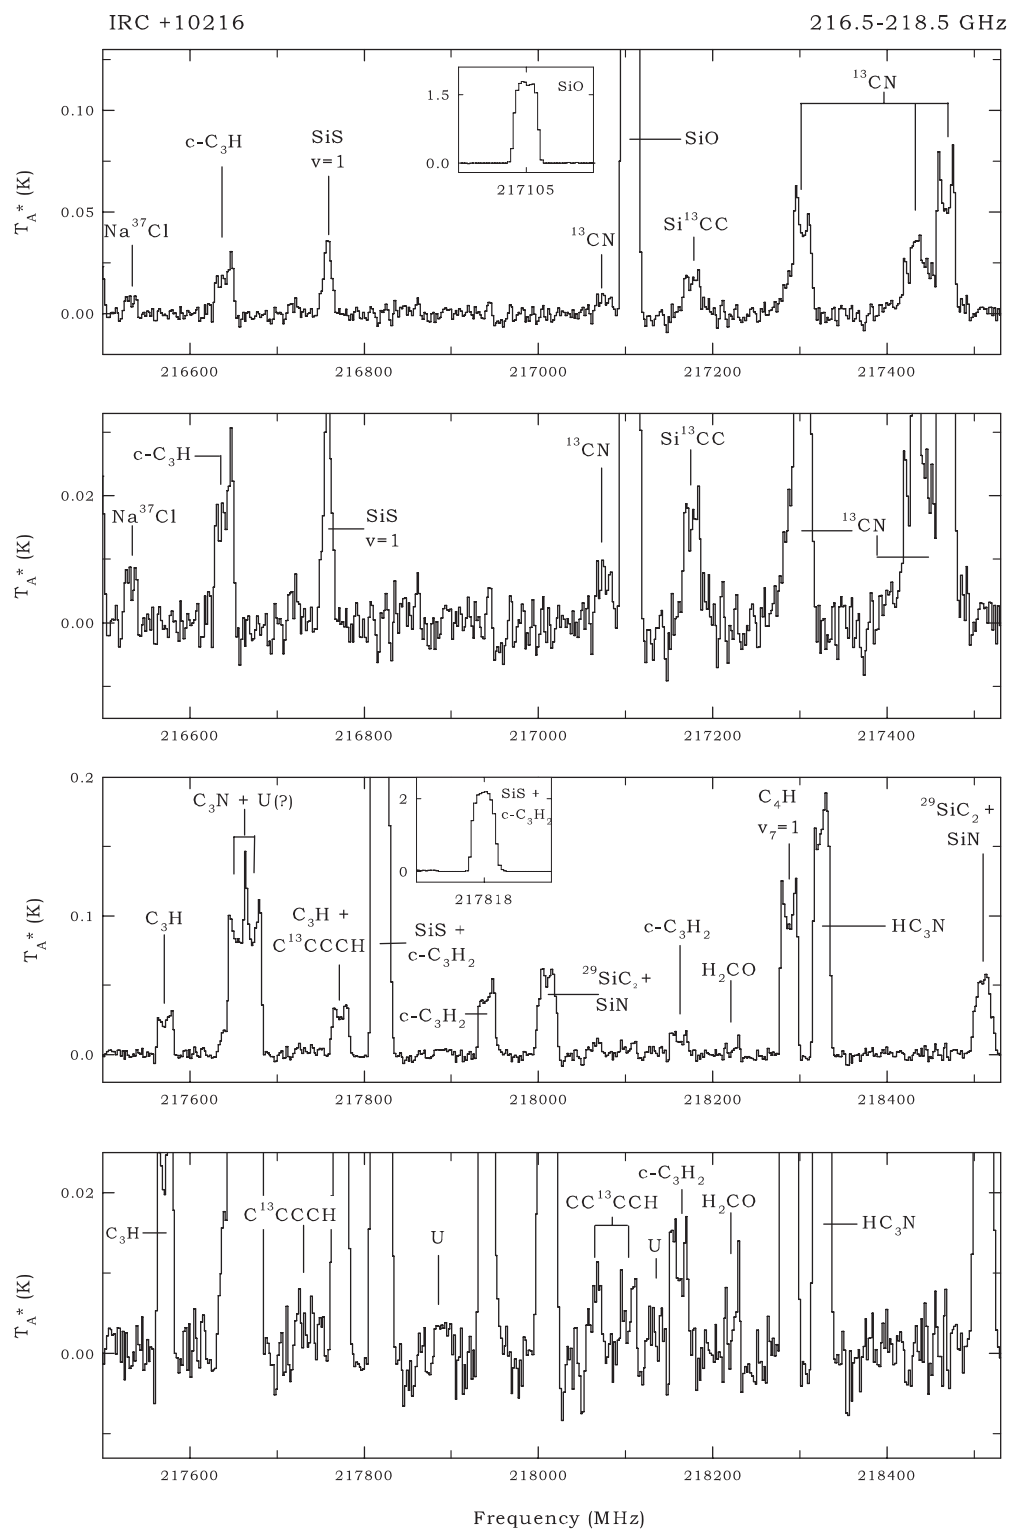 IRC +10216 216.5-218.5 GHz
T_A* (K)
0.10
0.05
0.00
Na³⁷Cl
c-C₃H
SiS
v=1
1.5
0.0
SiO
217105
¹³CN
SiO
Si¹³CC
¹³CN
216600 216800 217000 217200 217400
T_A* (K)
0.02
0.00
Na³⁷Cl
c-C₃H
SiS
v=1
¹³CN
Si¹³CC
¹³CN
216600 216800 217000 217200 217400
T_A* (K)
0.2
0.1
0.0
C₃H
C₃N + U(?)
C₃H +
C¹³CCCH
2
0
SiS +
c-C₃H₂
217818
SiS +
c-C₃H₂
c-C₃H₂
²⁹SiC₂+
SiN
c-C₃H₂
H₂CO
C₄H
v₇=1
HC₃N
²⁹SiC₂+
SiN
217600 217800 218000 218200 218400
T_A* (K)
0.02
0.00
C₃H
C¹³CCCH
U
CC¹³CCH
U
c-C₃H₂
H₂CO
HC₃N
217600 217800 218000 218200 218400
Frequency (MHz)